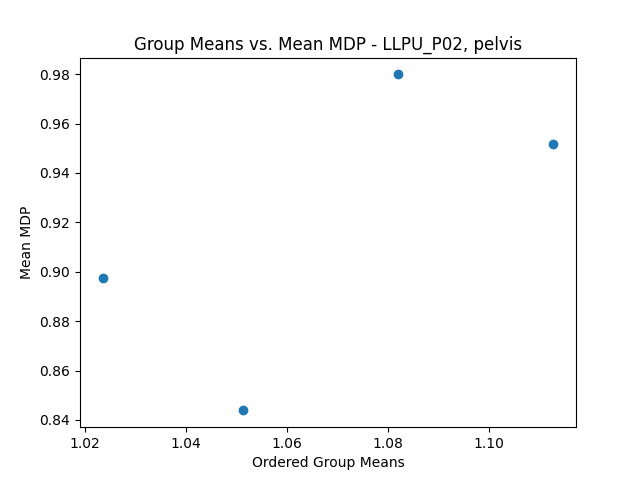 Group Means vs. Mean MDP - LLPU_P02, pelvis
0.98
0.96
0.94
0.92
0.90
0.88
0.86
0.84
Mean MDP
1.02 1.04 1.06 1.08 1.10
Ordered Group Means